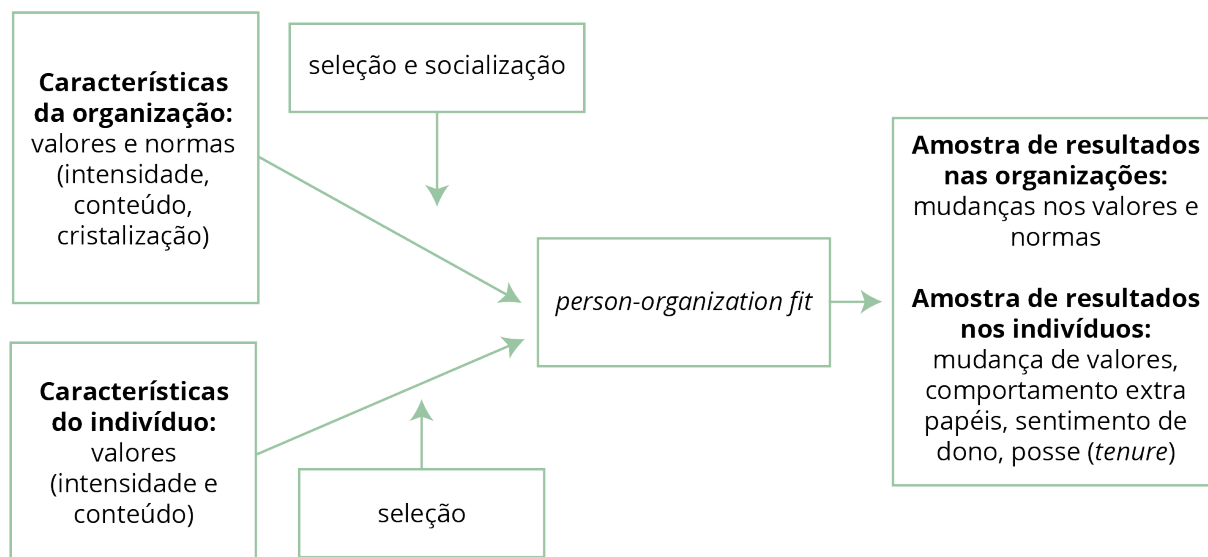 Características
da organização:
valores e normas
(intensidade,
conteúdo,
cristalização)
seleção e socialização
Características
do indivíduo:
valores
(intensidade e
conteúdo)
seleção
person-organization fit
Amostra de resultados
nas organizações:
mudanças nos valores e
normas
Amostra de resultados
nos indivíduos:
mudança de valores,
comportamento extra
papéis, sentimento de
dono, posse (tenure)